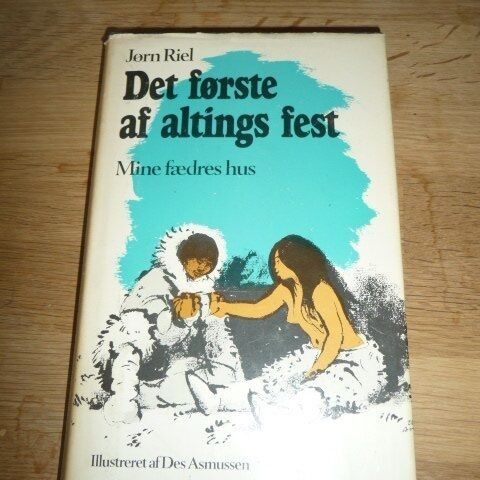 Jørn Riel
Det første
af altings fest
Mine fædres hus
Illustreret af Des Asmussen